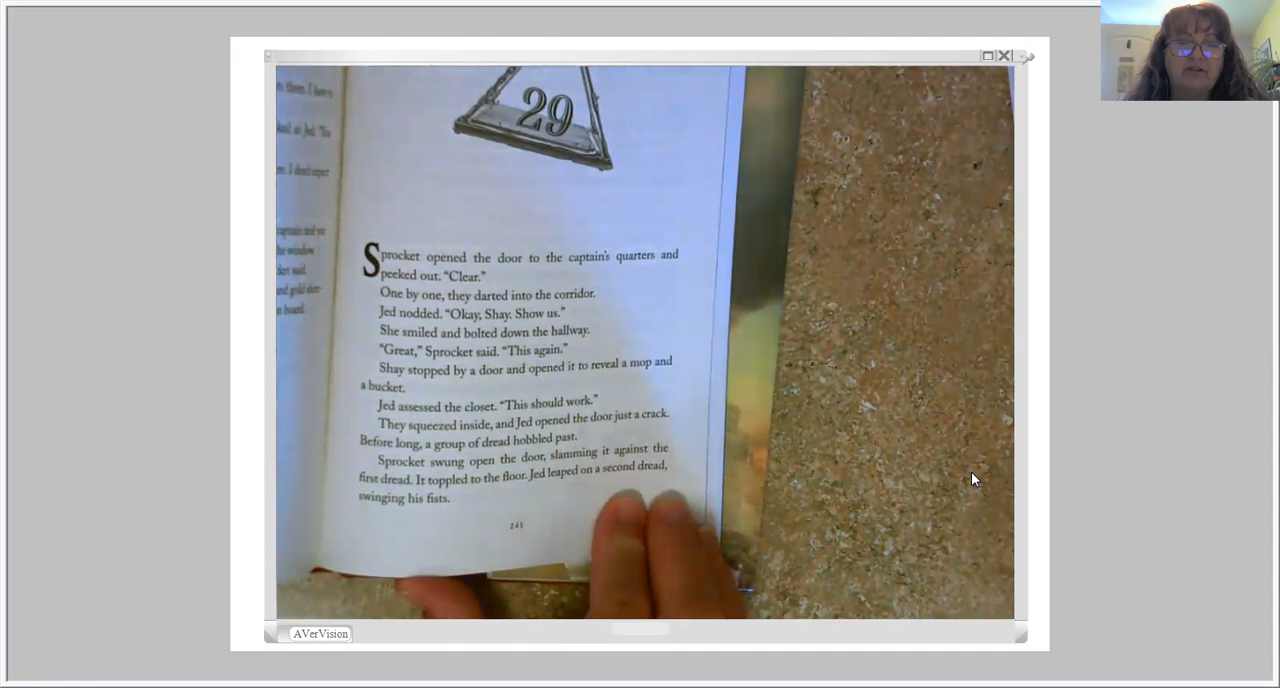 29
Sprocket opened the door to the captain's quarters and
peeked out. "Clear."
One by one, they darted into the corridor.
Jed nodded. "Okay, Shay. Show us."
She smiled and bolted down the hallway.
"Great," Sprocket said. "This again."
Shay stopped by a door and opened it to reveal a mop and
a bucket.
Jed assessed the closet. "This should work."
They squeezed inside, and Jed opened the door just a crack.
Before long, a group of dread hobbled past.
Sprocket swung open the door, slamming it against the
first dread. It toppled to the floor. Jed leaped on a second dread,
swinging his fists.
241
AVerVision